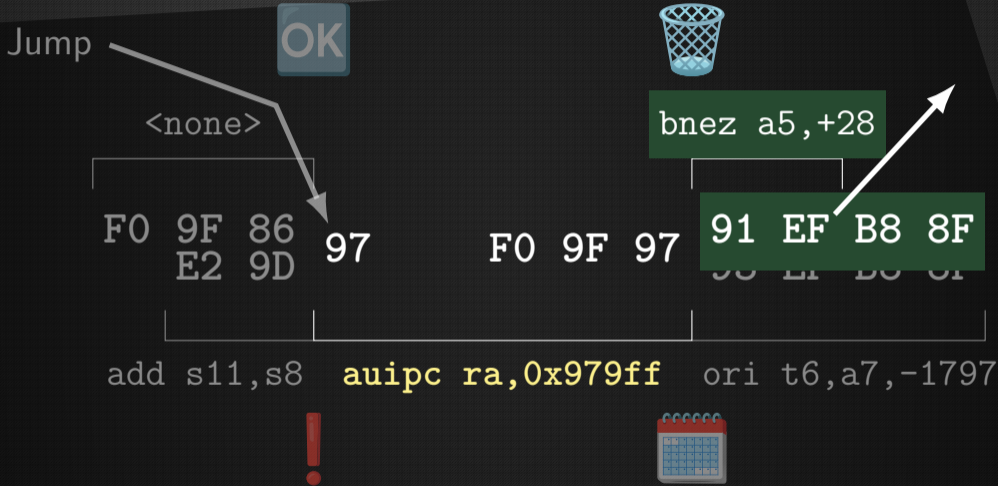 Jump
OK
<none>
bnez a5,+28
F0 9F 86
E2 9D
97
F0 9F 97
91 EF B8 8F
add s11,s8
auipc ra,0x979ff
ori t6,a7,-1797